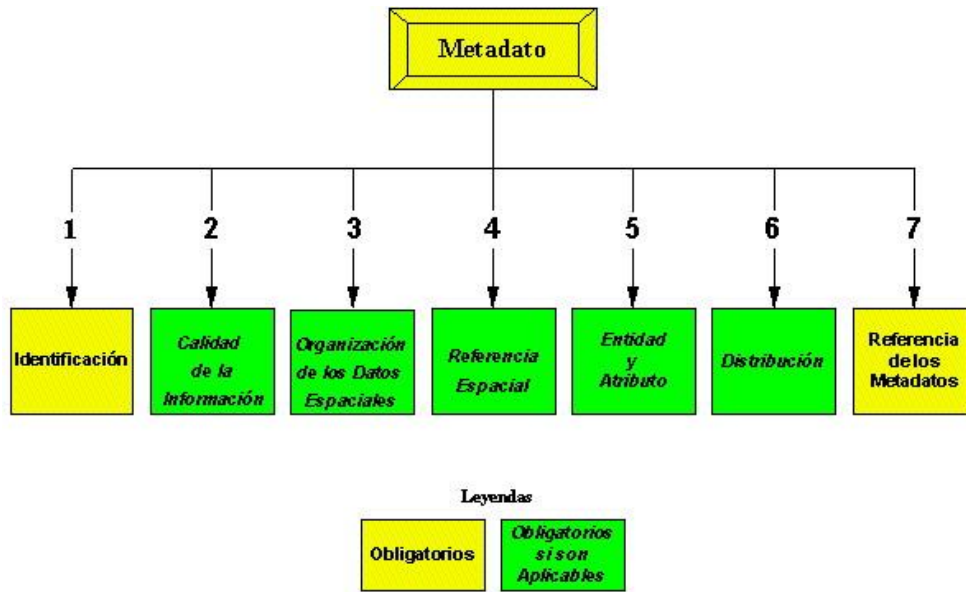 Metadato
1 2 3 4 5 6 7
Identificación
Calidad
de la
Información
Organización
de los Datos
Espaciales
Referencia
Espacial
Entidad
y
Atributo
Distribución
Referencia
de los
Metadatos
Leyendas
Obligatorios
Obligatorios
si son
Aplicables